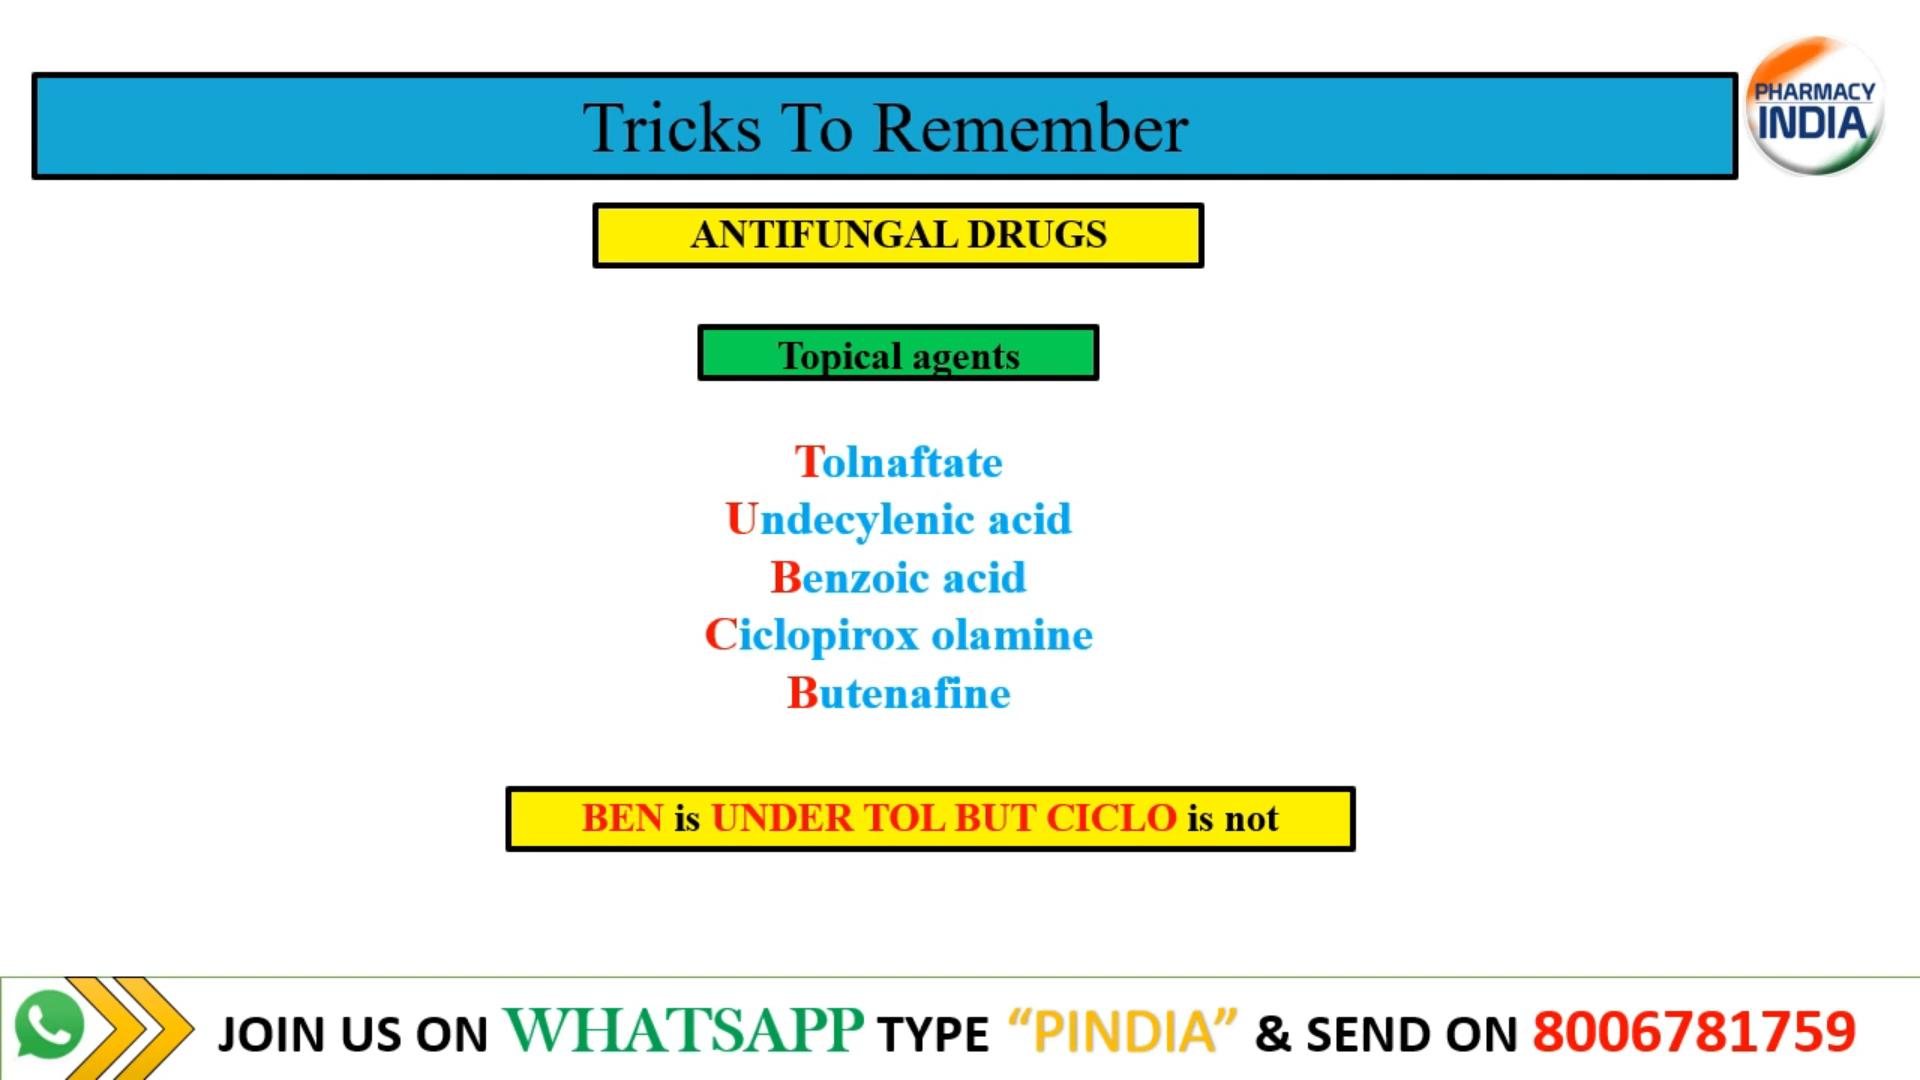 Tricks To Remember
PHARMACY
INDIA
ANTIFUNGAL DRUGS
Topical agents
Tolnaftate
Undecylenic acid
Benzoic acid
Ciclopirox olamine
Butenafine
BEN is UNDER TOL BUT CICLO is not
JOIN US ON WHATSAPP TYPE “PINDIA” & SEND ON 8006781759